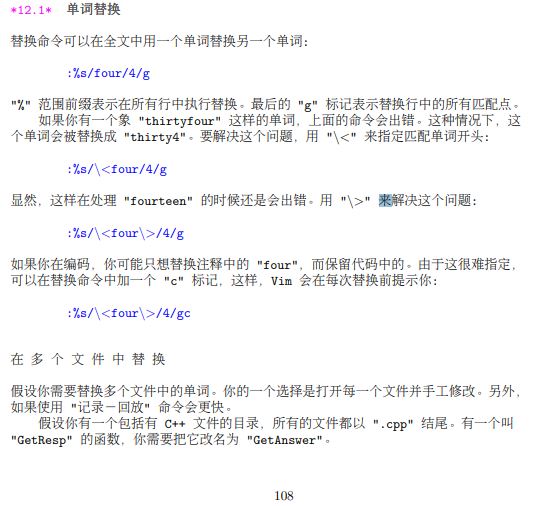 *12.1* 单词替换
替换命令可以在全文中用一个单词替换另一个单词：
:%s/four/4/g
"%" 范围前缀表示在所有行中执行替换。最后的 "g" 标记表示替换行中的所有匹配点。
如果你有一个象 "thirtyfour" 这样的单词，上面的命令会出错。这种情况下，这
个单词会被替换成 "thirty4"。要解决这个问题，用 "\<" 来指定匹配单词开头：
:%s/\<four/4/g
显然，这样在处理 "fourteen" 的时候还是会出错。用 "\>" 来解决这个问题：
:%s/\<four\>/4/g
如果你在编码，你可能只想替换注释中的 "four"，而保留代码中的。由于这很难指定，
可以在替换命令中加一个 "c" 标记，这样，Vim 会在每次替换前提示你：
:%s/\<four\>/4/gc
在 多 个 文 件 中 替 换
假设你需要替换多个文件中的单词。你的一个选择是打开每一个文件并手工修改。另外，
如果使用 "记录－回放" 命令会更快。
假设你有一个包括有 C++ 文件的目录，所有的文件都以 ".cpp" 结尾。有一个叫
"GetResp" 的函数，你需要把它改名为 "GetAnswer"。
108